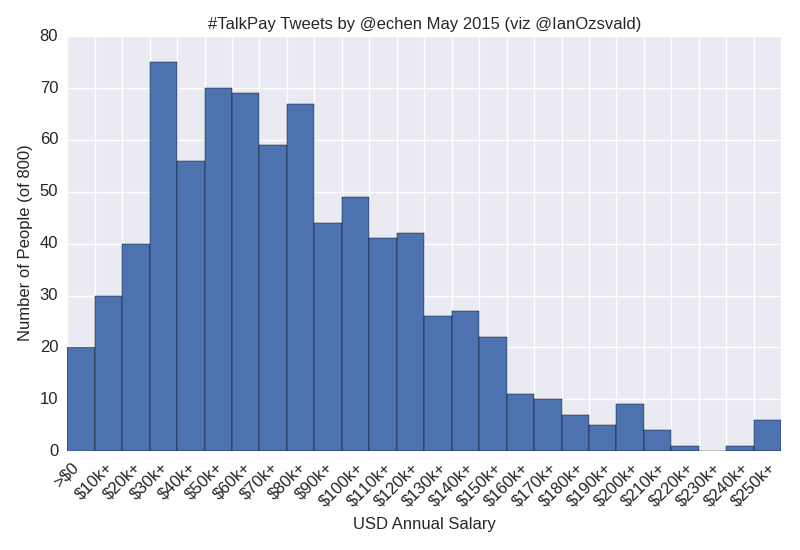 #TalkPay Tweets by @echen May 2015 (viz @IanOzsvald)
Number of People (of 800)
80
70
60
50
40
30
20
10
0
>$0
$10k+
$20k+
$30k+
$40k+
$50k+
$60k+
$70k+
$80k+
$90k+
$100k+
$110k+
$120k+
$130k+
$140k+
$150k+
$160k+
$170k+
$180k+
$190k+
$200k+
$210k+
$220k+
$230k+
$240k+
$250k+
USD Annual Salary